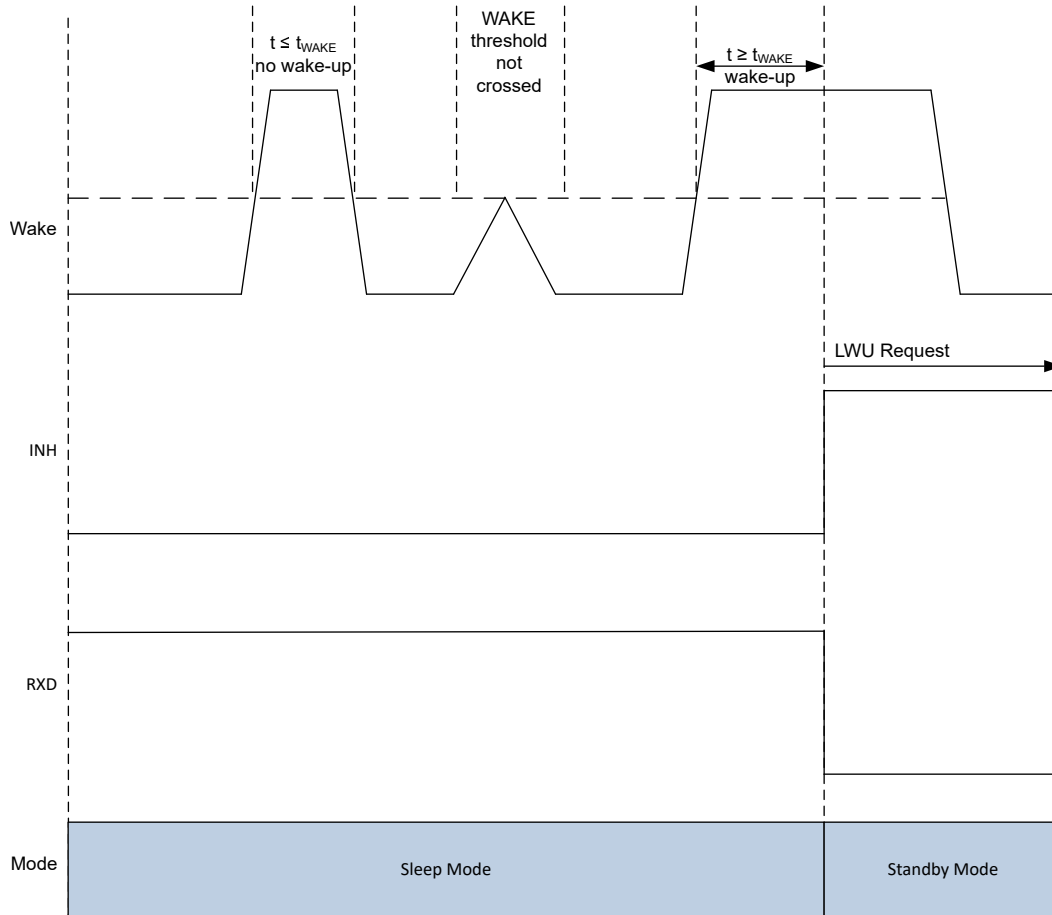 t ≤ tWAKE
no wake-up
WAKE
threshold
not
crossed
t ≥ tWAKE
wake-up
Wake
LWU Request
INH
RXD
Mode
Sleep Mode
Standby Mode